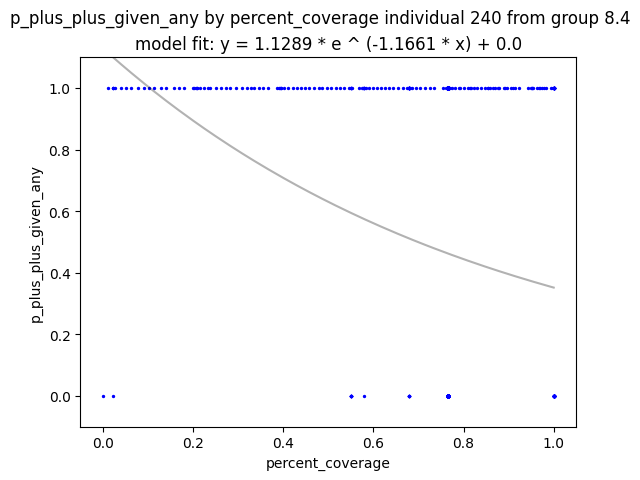 p_plus_plus_given_any by percent_coverage individual 240 from group 8.4
model fit: y = 1.1289 * e ^ (-1.1661 * x) + 0.0
1.0
0.8
0.6
0.4
0.2
0.0
p_plus_plus_given_any
0.0 0.2 0.4 0.6 0.8 1.0
percent_coverage